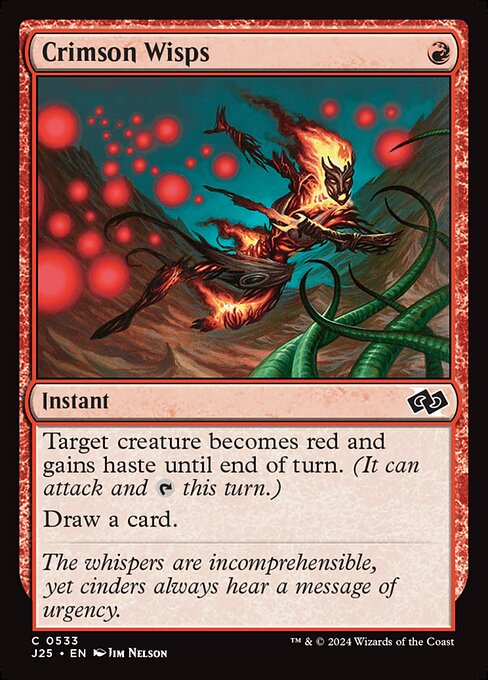 Crimson Wisps
Instant
Target creature becomes red and
gains haste until end of turn. (It can
attack and this turn.)
Draw a card.
The whispers are incomprehensible,
yet cinders always hear a message of
urgency.
C 0533
J25 • EN Jim Nelson
™ & © 2024 Wizards of the Coast